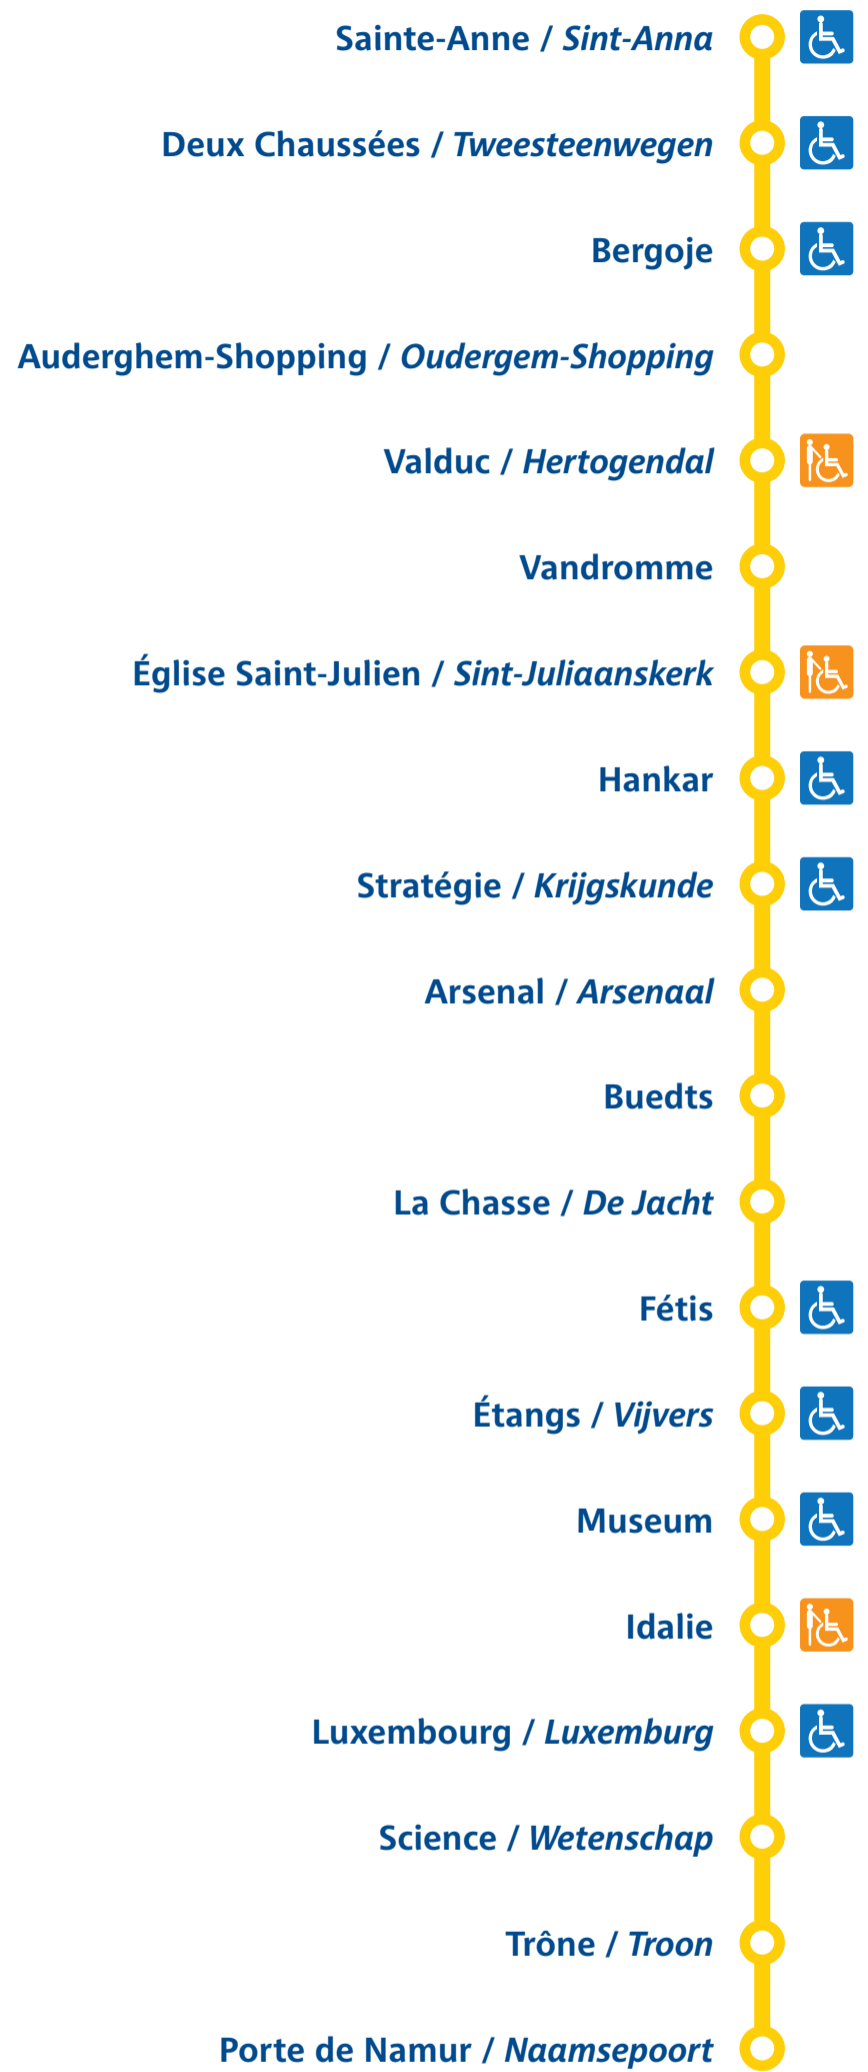 Sainte-Anne / Sint-Anna
Deux Chaussées / Tweesteenwegen
Bergoje
Auderghem-Shopping / Oudergem-Shopping
Valduc / Hertogendal
Vandromme
Église Saint-Julien / Sint-Juliaanskerk
Hankar
Stratégie / Krijgskunde
Arsenal / Arsenaal
Buedts
La Chasse / De Jacht
Fétis
Étangs / Vijvers
Museum
Idalie
Luxembourg / Luxemburg
Science / Wetenschap
Trône / Troon
Porte de Namur / Naamsepoort